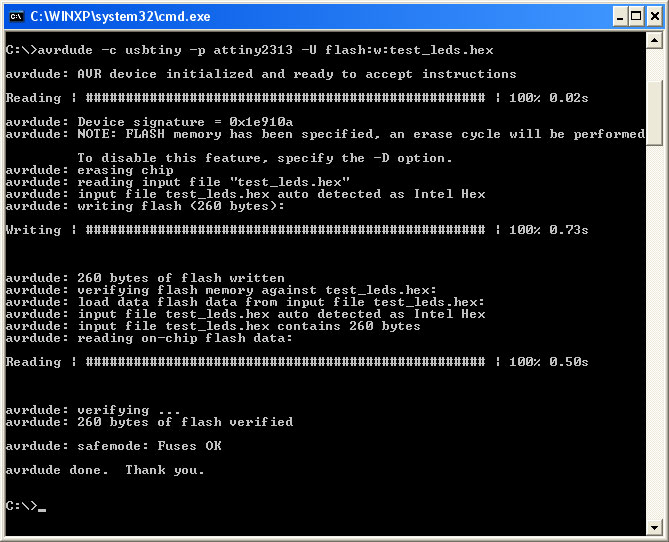 C:\WINXP\system32\cmd.exe
C:\>avrdude -c usbtiny -p attiny2313 -U flash:w:test_leds.hex
avrdude: AVR device initialized and ready to accept instructions
Reading | ################################################## | 100% 0.02s
avrdude: Device signature = 0x1e910a
avrdude: NOTE: FLASH memory has been specified, an erase cycle will be performed
To disable this feature, specify the -D option.
avrdude: erasing chip
avrdude: reading input file "test_leds.hex"
avrdude: input file test_leds.hex auto detected as Intel Hex
avrdude: writing flash (260 bytes):
Writing | ################################################## | 100% 0.73s
avrdude: 260 bytes of flash written
avrdude: verifying flash memory against test_leds.hex:
avrdude: load data flash data from input file test_leds.hex:
avrdude: input file test_leds.hex auto detected as Intel Hex
avrdude: input file test_leds.hex contains 260 bytes
avrdude: reading on-chip flash data:
Reading | ################################################## | 100% 0.50s
avrdude: verifying ...
avrdude: 260 bytes of flash verified
avrdude: safemode: Fuses OK
avrdude done.  Thank you.
C:\>_